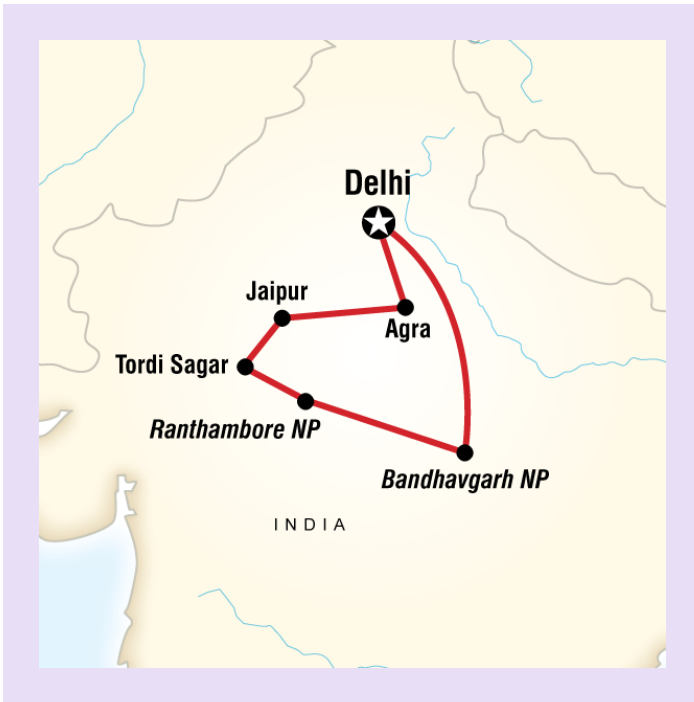 Delhi
Jaipur
Agra
Tordi Sagar
Ranthambore NP
Bandhavgarh NP
INDIA